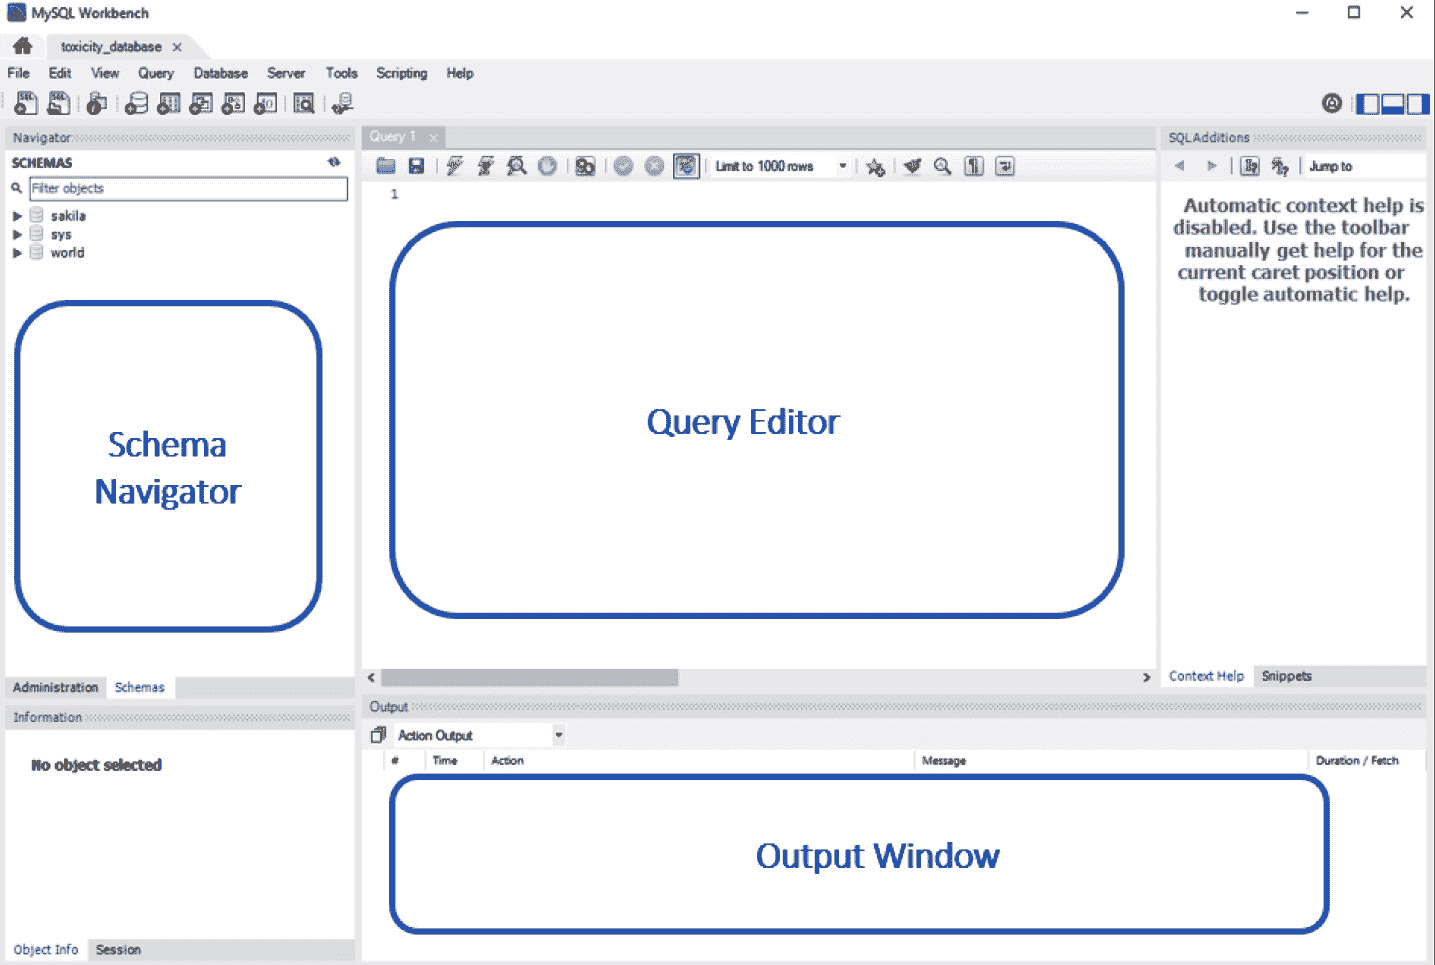 MySQL Workbench
toxicity_database
File Edit View Query Database Server Tools Scripting Help
Navigator
SCHEMAS
Filter objects
sakila
sys
world
Schema
Navigator
Administration Schemas
Information
No object selected
Object Info Session
Query 1
Limit to 1000 rows
1
Query Editor
Output
Action Output
# Time Action Message Duration / Fetch
Output Window
SQLAdditions
Jump to
Automatic context help is
disabled. Use the toolbar
manually get help for the
current caret position or
toggle automatic help.
Context Help Snippets